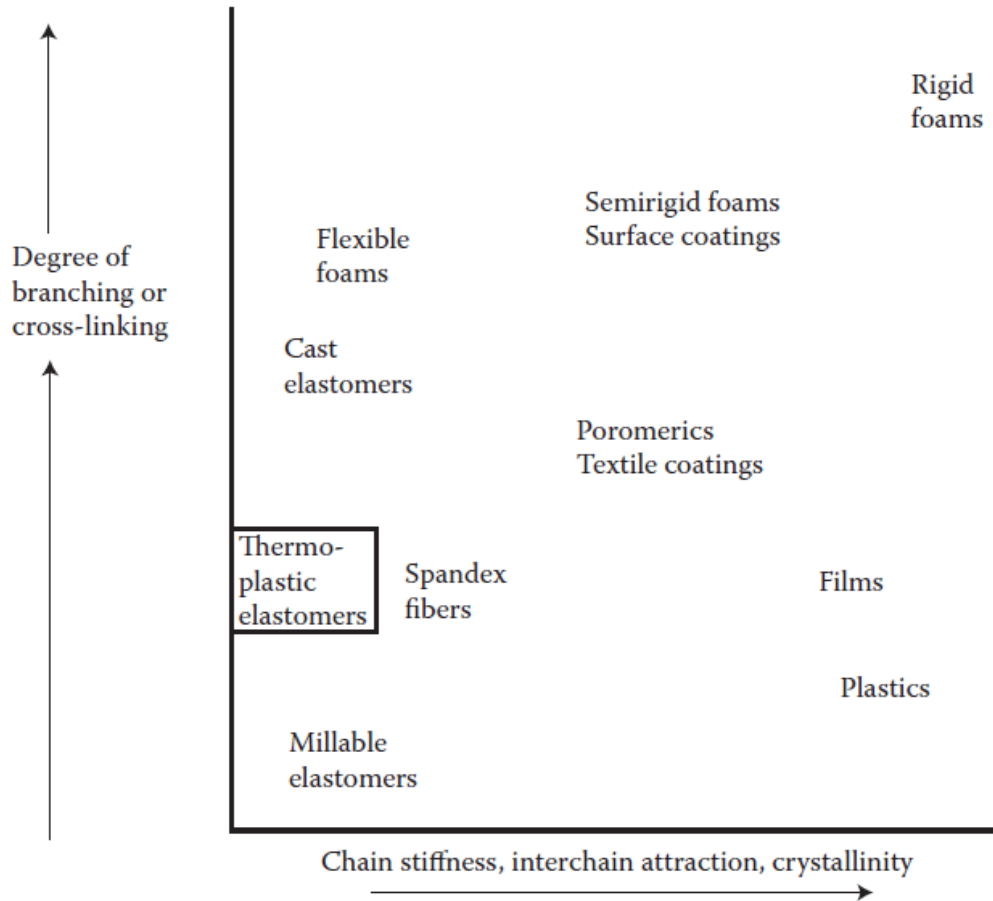 Rigid
foams
Semirigid foams
Surface coatings
Flexible
foams
Degree of
branching or
cross-linking
Cast
elastomers
Poromerics
Textile coatings
Thermo-
plastic
elastomers
Spandex
fibers
Films
Plastics
Millable
elastomers
Chain stiffness, interchain attraction, crystallinity